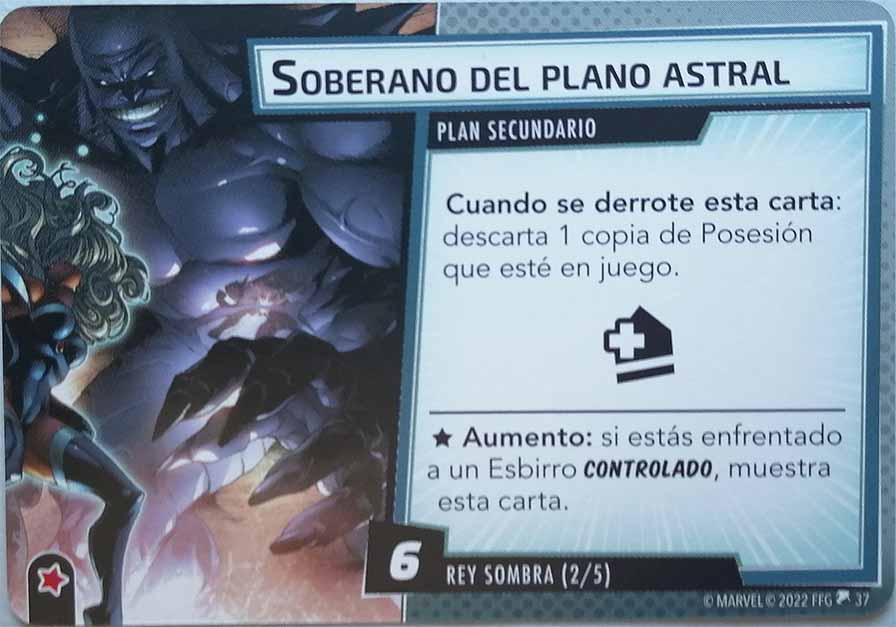 SOBERANO DEL PLANO ASTRAL
PLAN SECUNDARIO
Cuando se derrote esta carta:
descarta 1 copia de Posesión
que esté en juego.
★ Aumento: si estás enfrentado
a un Esbirro CONTROLADO, muestra
esta carta.
6
REY SOMBRA (2/5)
© MARVEL © 2022 FFG 37